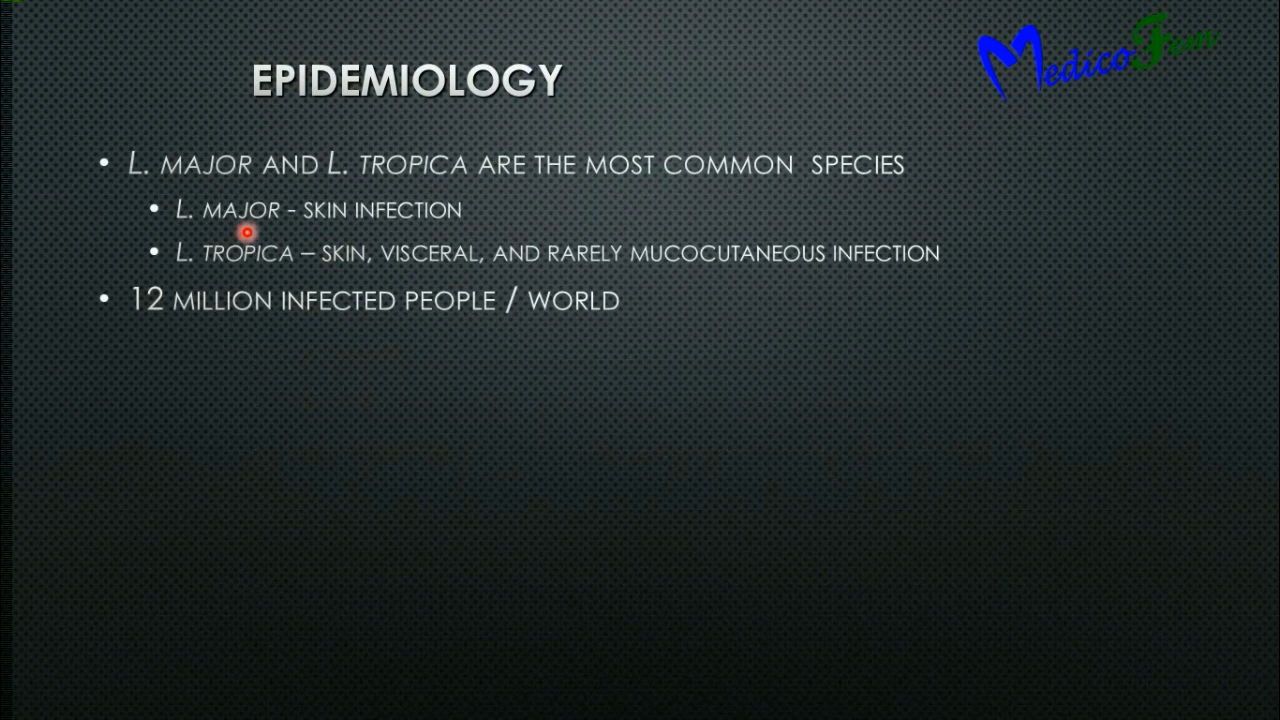 MedicoFem
EPIDEMIOLOGY
• L. MAJOR AND L. TROPICA ARE THE MOST COMMON SPECIES
• L. MAJOR - SKIN INFECTION
• L. TROPICA – SKIN, VISCERAL, AND RARELY MUCOCUTANEOUS INFECTION
• 12 MILLION INFECTED PEOPLE / WORLD